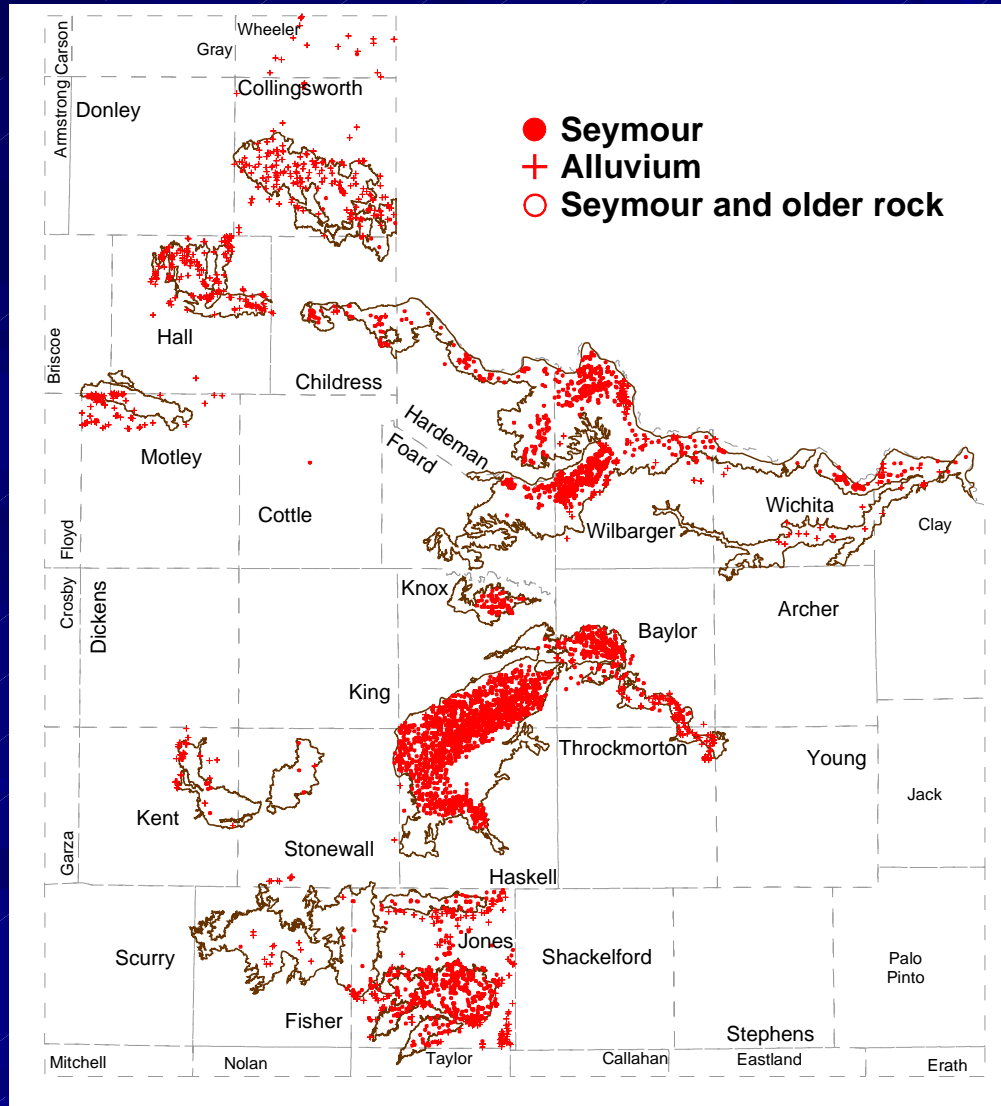 Wheeler
Gray
Armstrong Carson
Collingsworth
Donley
Seymour
Alluvium
Seymour and older rock
Hall
Briscoe
Childress
Hardeman
Foard
Motley
Cottle
Floyd
Wichita
Wilbarger
Clay
Knox
Crosby
Dickens
Archer
Baylor
King
Throckmorton
Young
Jack
Kent
Stonewall
Garza
Haskell
Jones
Scurry
Shackelford
Palo
Pinto
Fisher
Stephens
Mitchell
Nolan
Taylor
Callahan
Eastland
Erath